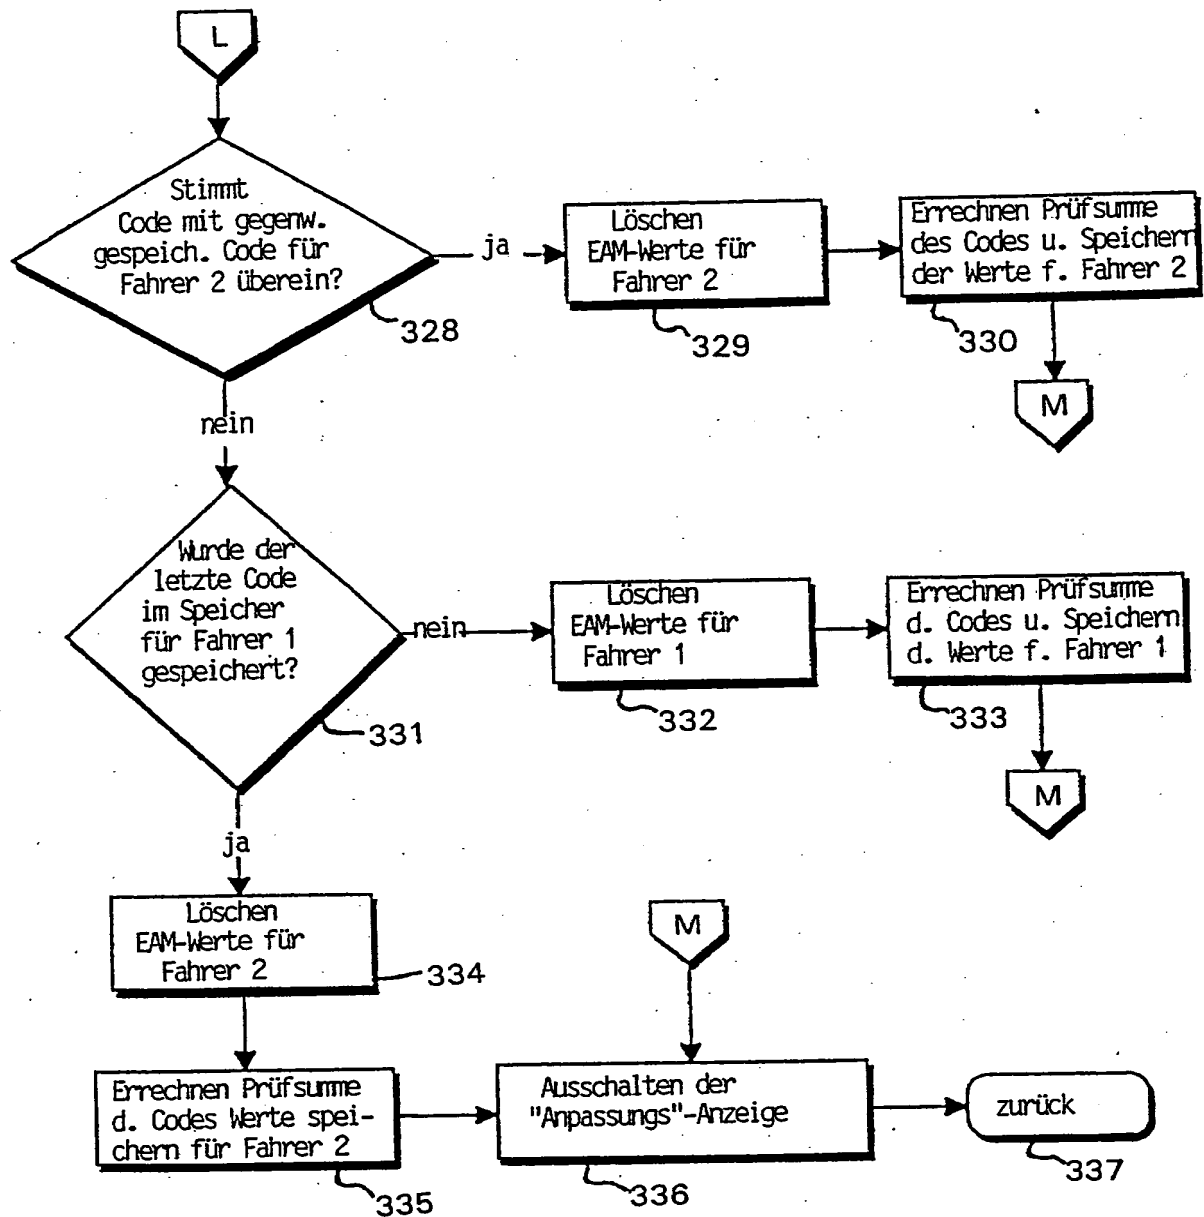 L
Stimmt
Code mit gegenw.
gespeich. Code für
Fahrer 2 überein?
328
ja
Löschen
EAM-Werte für
Fahrer 2
329
Errechnen Prüfsumme
des Codes u. Speichern
der Werte f. Fahrer 2
330
M
nein
Wurde der
letzte Code
im Speicher
für Fahrer 1
gespeichert?
331
nein
Löschen
EAM-Werte für
Fahrer 1
332
Errechnen Prüfsumme
d. Codes u. Speichern
d. Werte f. Fahrer 1
333
M
ja
Löschen
EAM-Werte für
Fahrer 2
334
Errechnen Prüfsumme
d. Codes Werte spei-
chern für Fahrer 2
335
M
Ausschalten der
"Anpassungs"-Anzeige
336
zurück
337